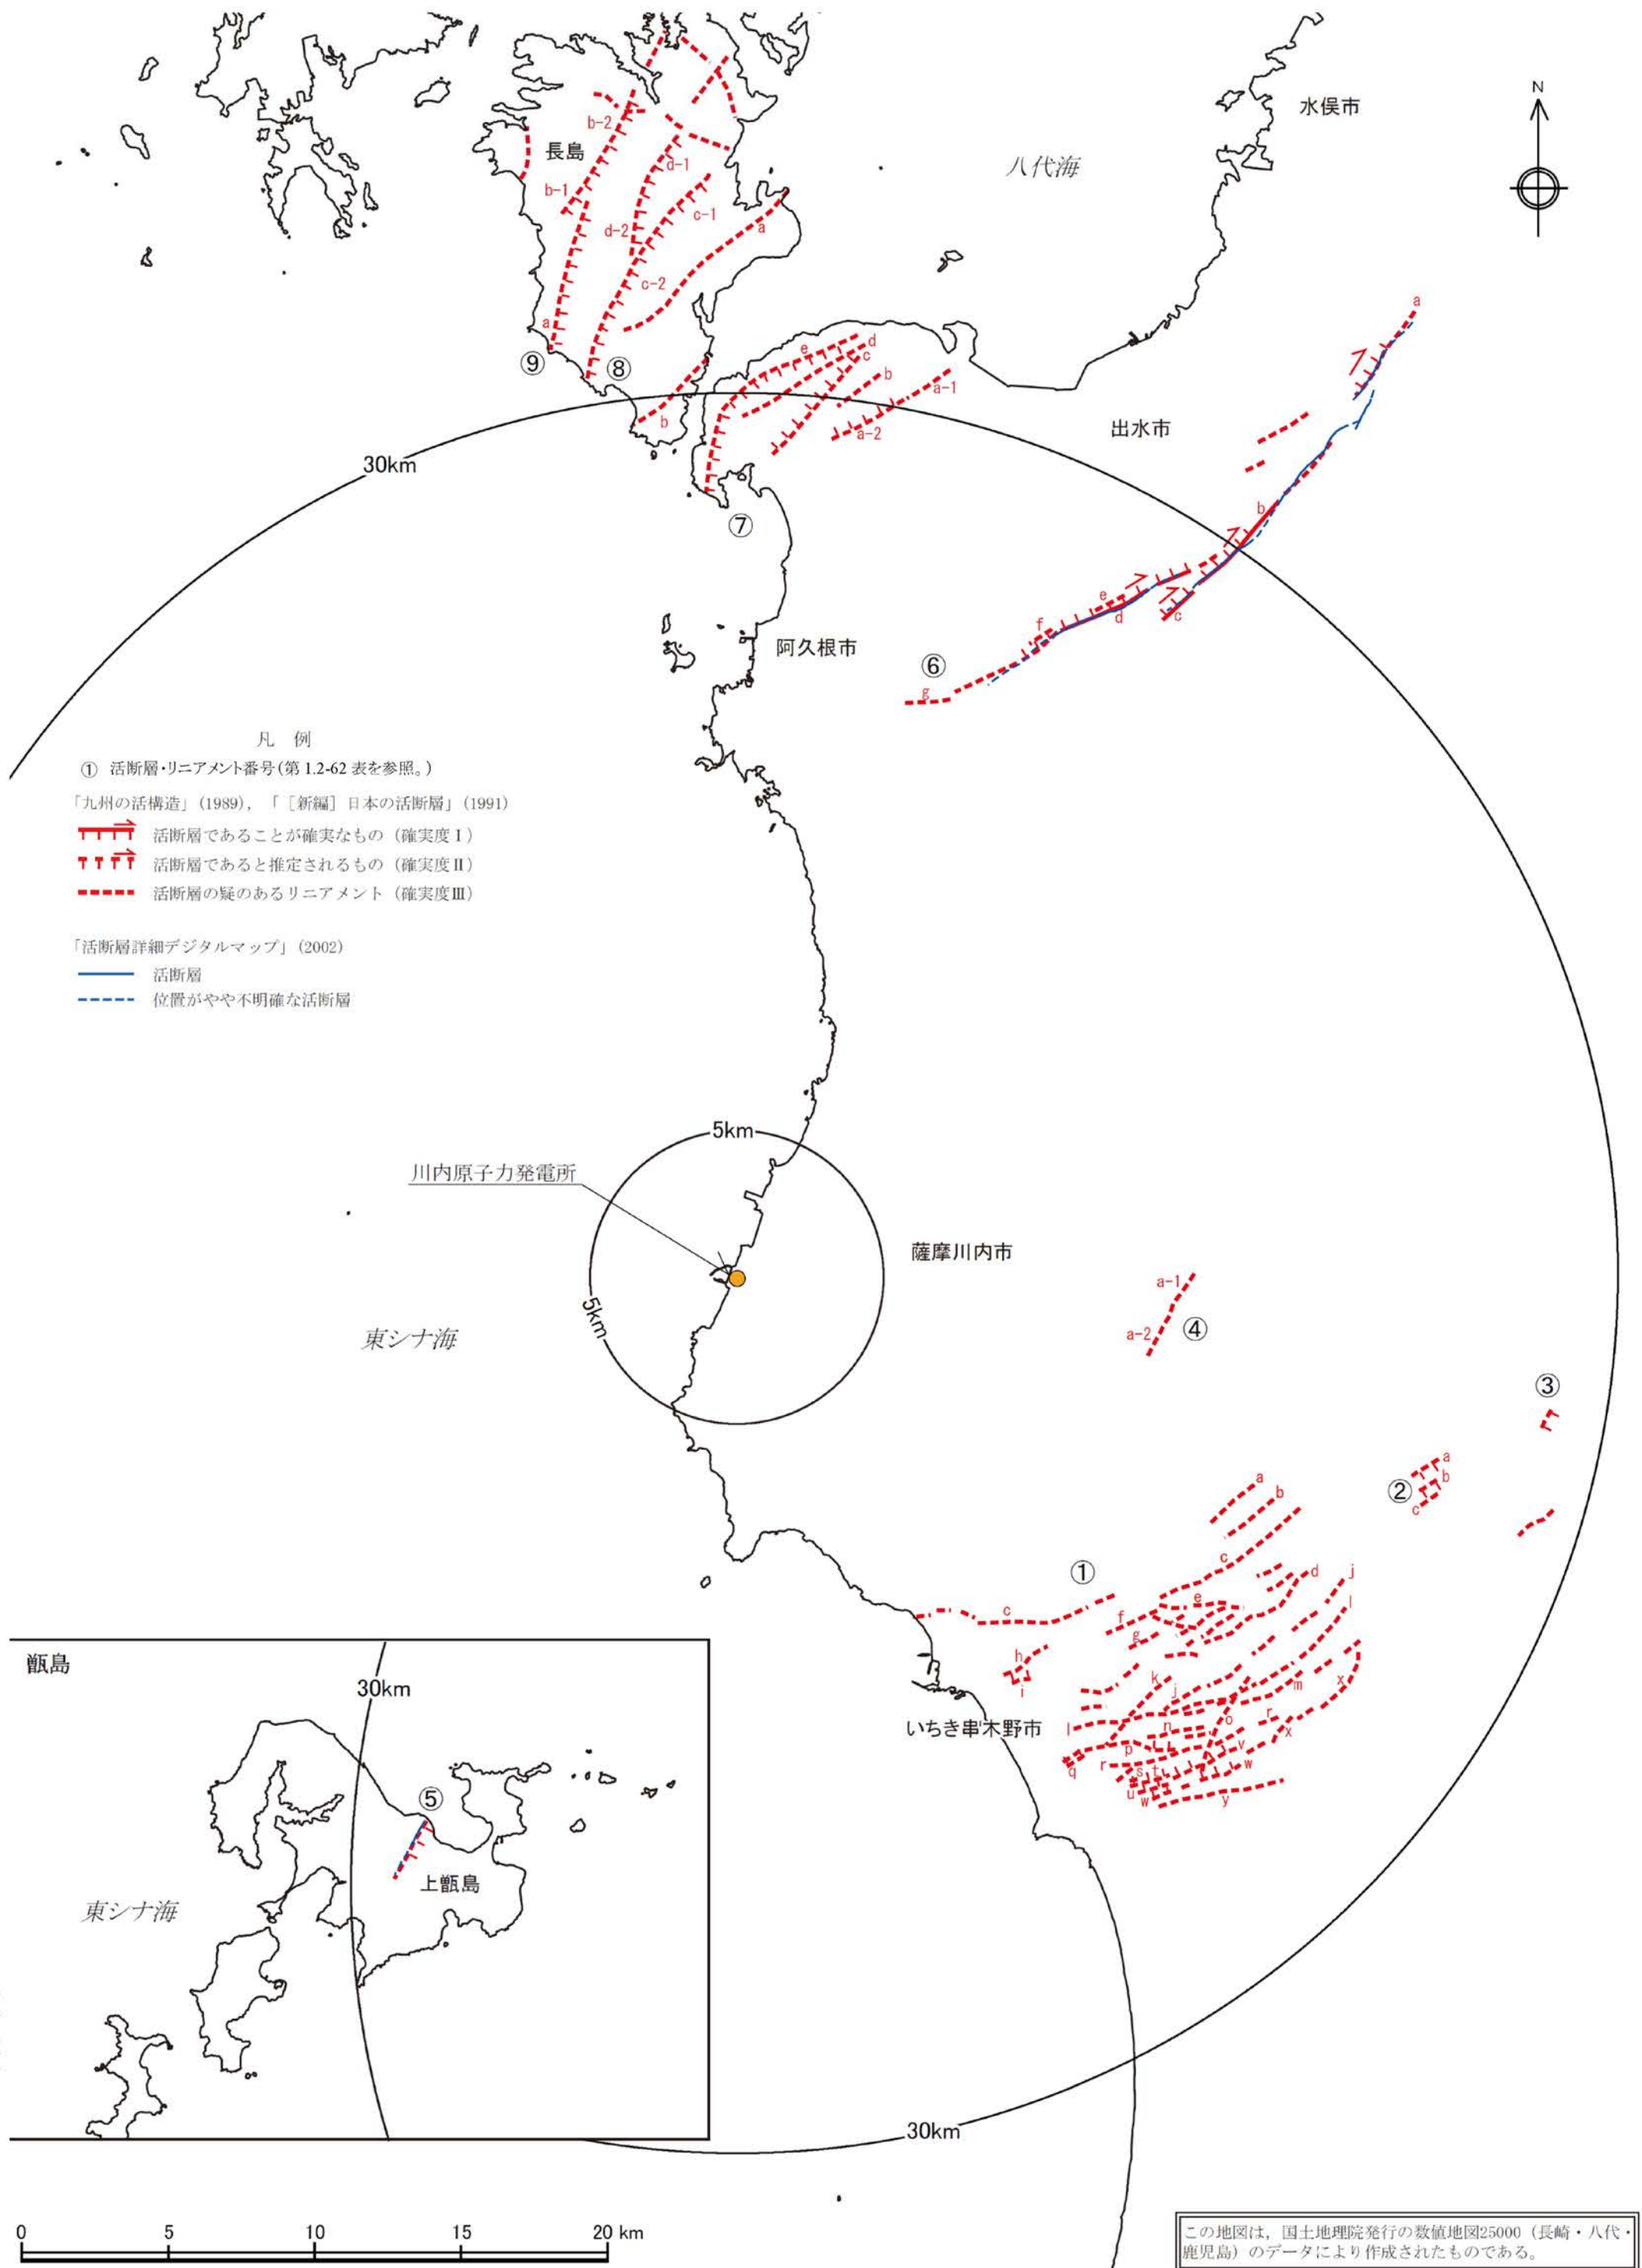 水俣市
N
八代海
長島
b-2
b-1
d-1
c-1
d-2
a
c-2
a
⑨
⑧
b
e
d
c
b
a-1
a-2
⑦
a
出水市
30km
b
e
d
c
f
⑥
g
阿久根市
凡 例
① 活断層・リニアメント番号(第 1.2-62 表を参照。)
「九州の活構造」(1989), 「［新編］日本の活断層」(1991)
活断層であることが確実なもの（確実度Ⅰ）
活断層であると推定されるもの（確実度Ⅱ）
活断層の疑のあるリニアメント（確実度Ⅲ）
「活断層詳細デジタルマップ」(2002)
活断層
位置がやや不明確な活断層
5km
川内原子力発電所
薩摩川内市
5km
東シナ海
a-1
a-2
④
③
②
a
b
c
a
b
c
①
c
d
j
e
l
f
g
h
i
k
j
m
x
いちき串木野市
l
n
o
r
x
p
v
q
r
s
t
w
u
w
y
甑島
30km
⑤
上甑島
東シナ海
30km
0 5 10 15 20 km
この地図は，国土地理院発行の数値地図25000（長崎・八代・
鹿児島）のデータにより作成されたものである。